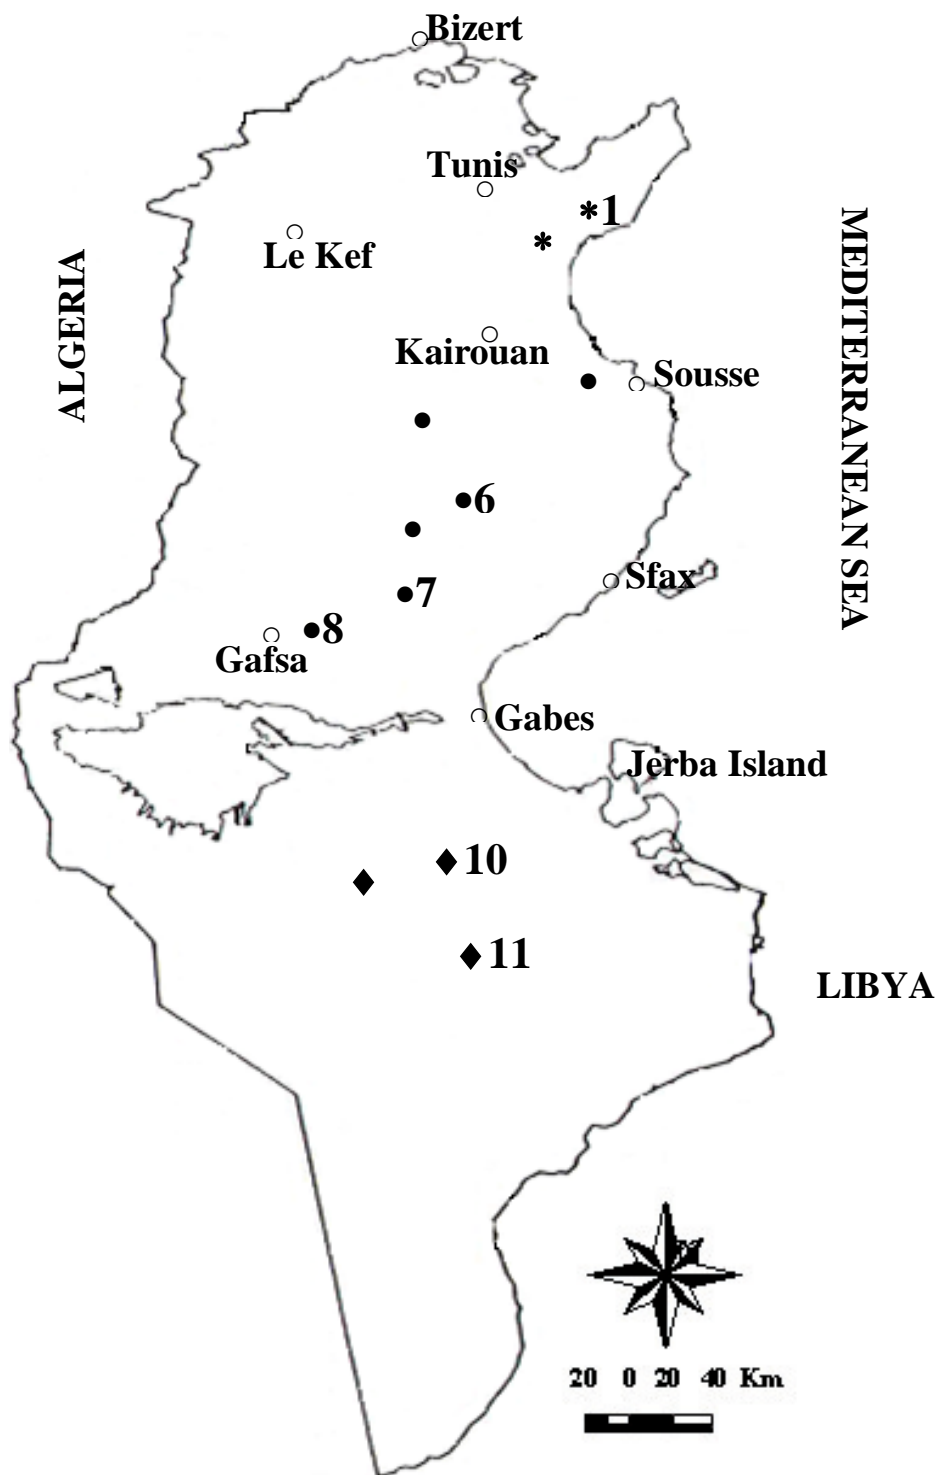 Bizert
Tunis
*1
*
Le Kef
ALGERIA
MEDITERRANEAN SEA
Kairouan
Sousse
6
Sfax
7
8
Gafsa
Gabes
Jerba Island
10
11
LIBYA
20 0 20 40 Km